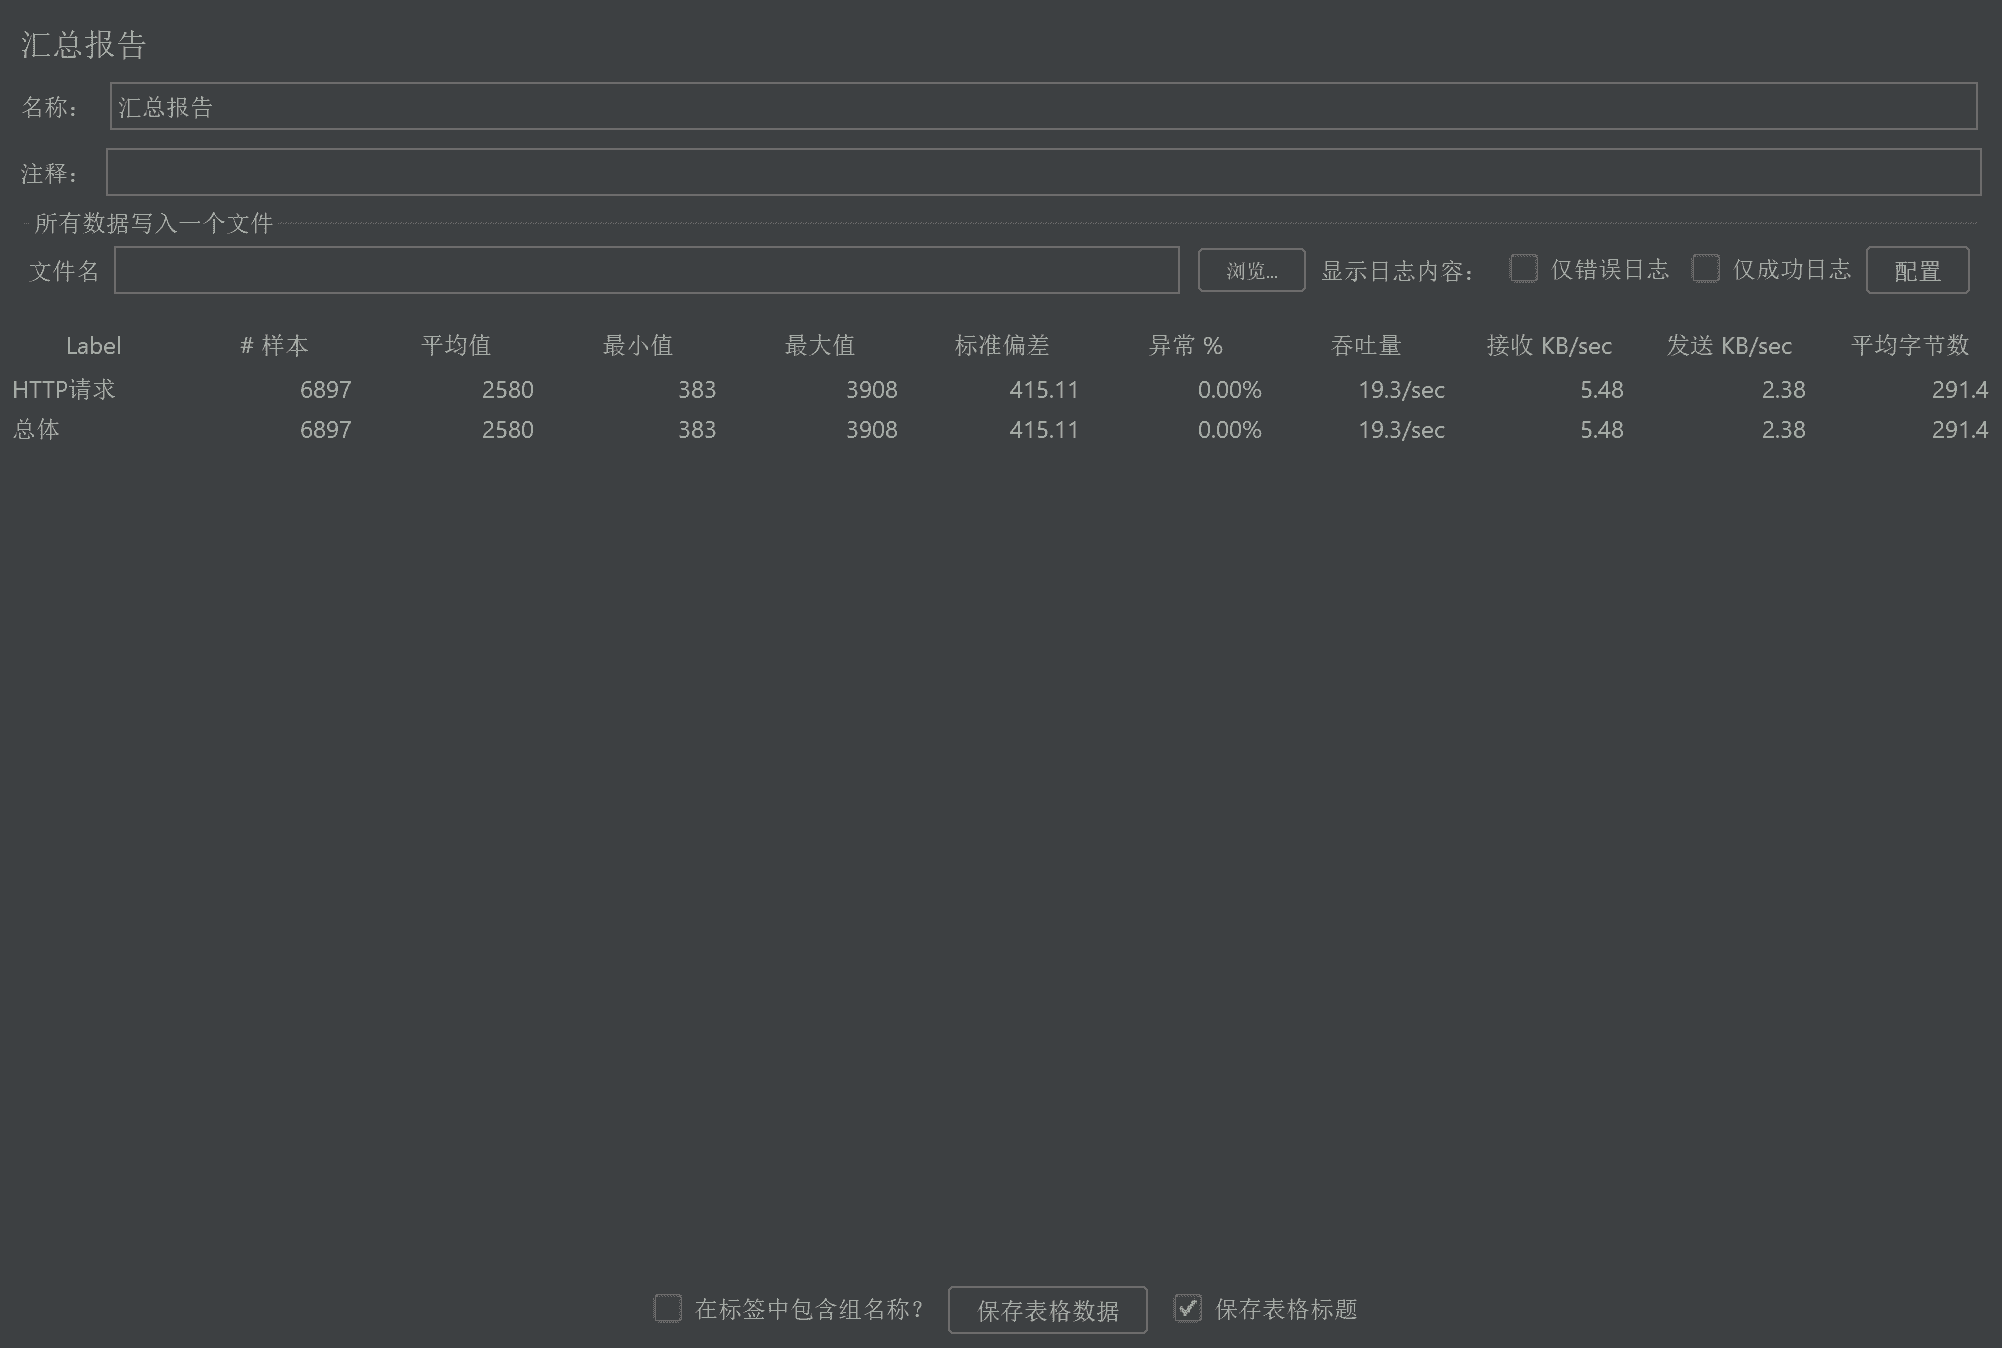 汇总报告
名称： 汇总报告
注释：
所有数据写入一个文件
文件名 浏览... 显示日志内容： 仅错误日志 仅成功日志 配置
Label # 样本 平均值 最小值 最大值 标准偏差 异常 % 吞吐量 接收 KB/sec 发送 KB/sec 平均字节数
HTTP请求 6897 2580 383 3908 415.11 0.00% 19.3/sec 5.48 2.38 291.4
总体 6897 2580 383 3908 415.11 0.00% 19.3/sec 5.48 2.38 291.4
在标签中包含组名称？ 保存表格数据 保存表格标题